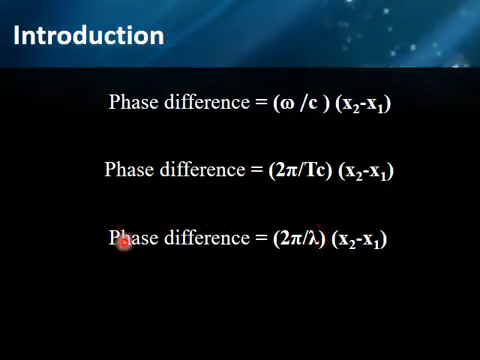 Introduction
Phase difference = (ω /c ) (x₂-x₁)
Phase difference = (2π/Tc) (x₂-x₁)
Phase difference = (2π/λ) (x₂-x₁)